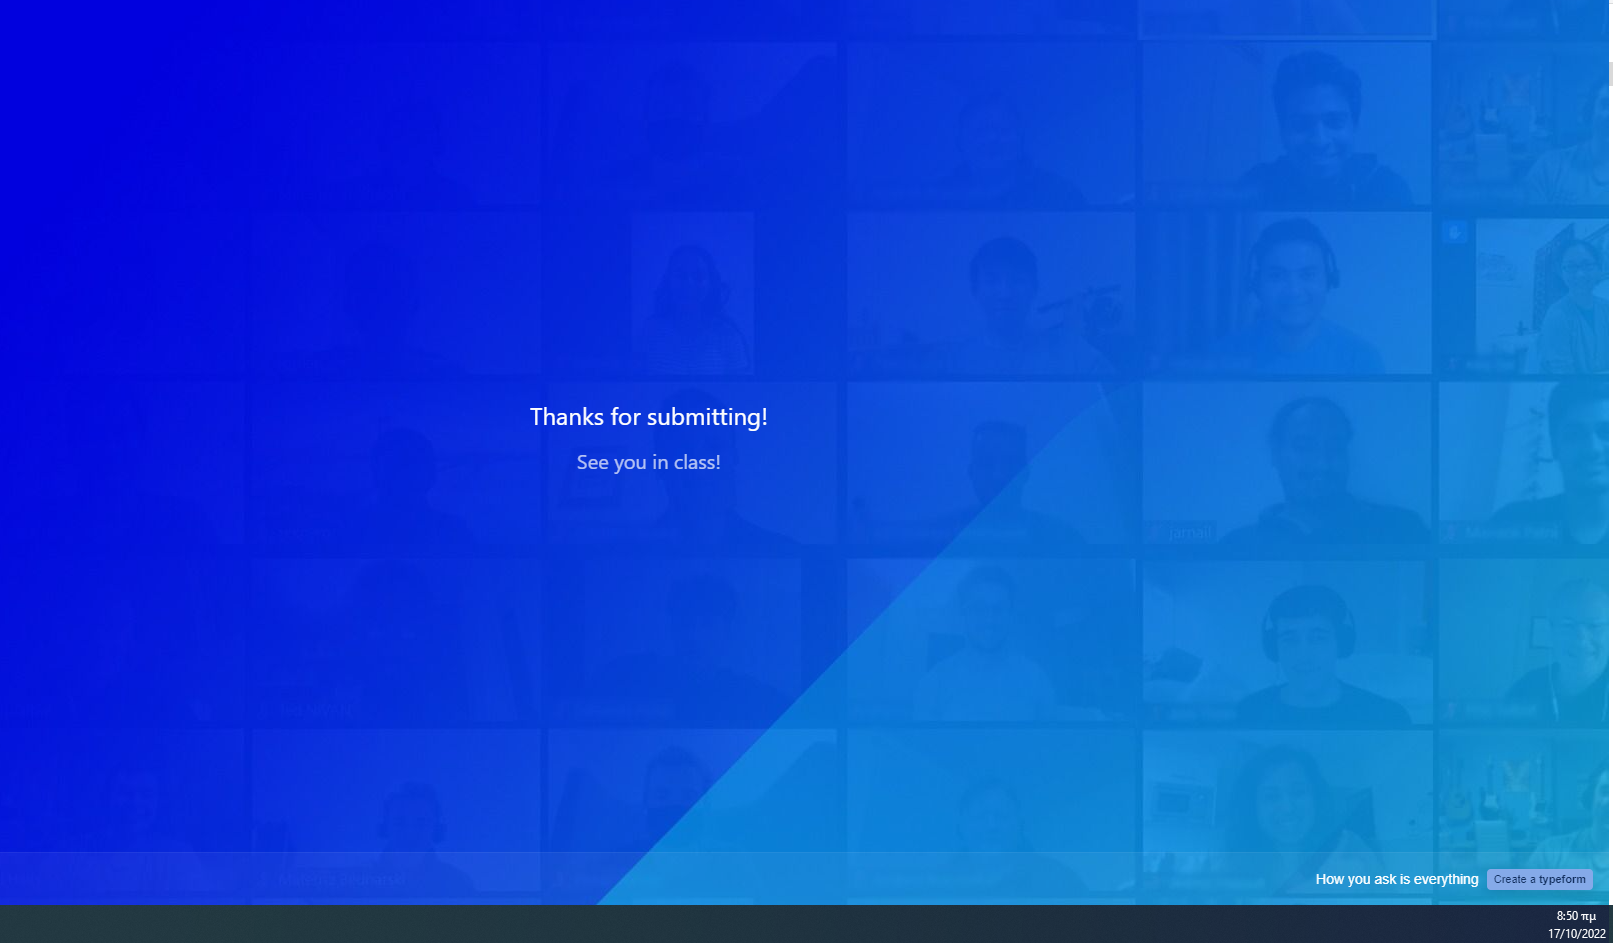 Thanks for submitting!
See you in class!
jamail
How you ask is everything
Create a typeform
8:50 πμ
17/10/2022